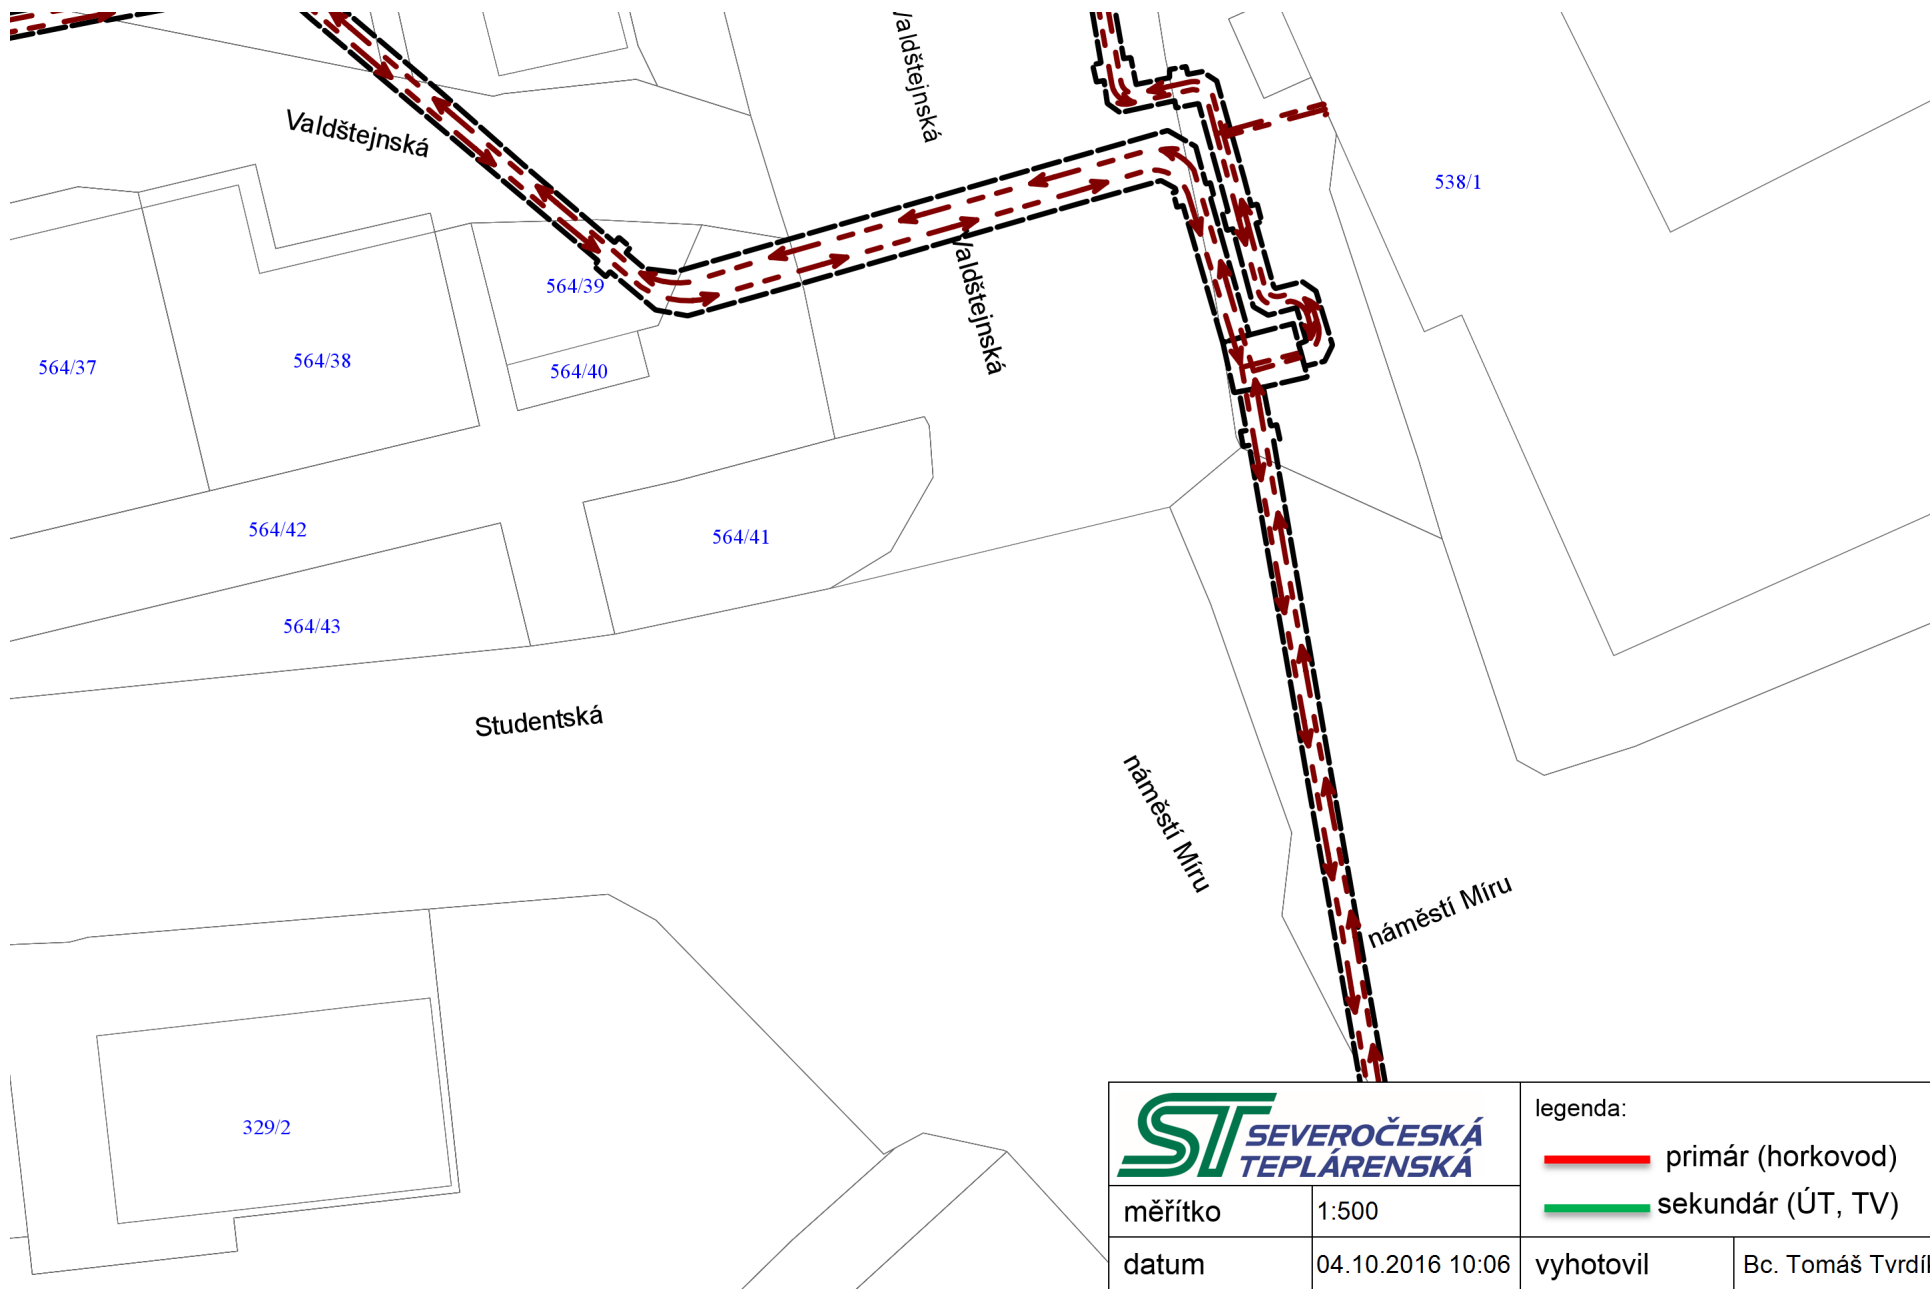 Valdštejnská
Valdštejnská
538/1
564/39
Valdštejnská
564/37
564/38
564/40
564/42
564/41
564/43
Studentská
náměstí Míru
náměstí Míru
329/2
ST SEVEROČESKÁ
TEPLÁRENSKÁ
legenda:
primár (horkovod)
sekundár (ÚT, TV)
měřítko 1:500
datum 04.10.2016 10:06
vyhotovil Bc. Tomáš